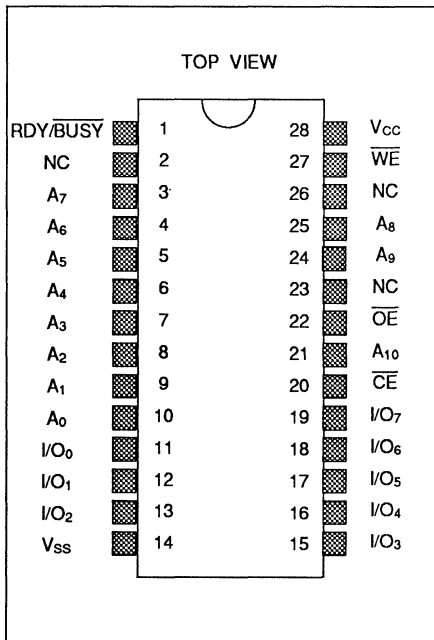 TOP VIEW
RDY/BUSY 1 28 VCC
NC 2 27 WE
A7 3 26 NC
A6 4 25 A8
A5 5 24 A9
A4 6 23 NC
A3 7 22 OE
A2 8 21 A10
A1 9 20 CE
A0 10 19 I/O7
I/O0 11 18 I/O6
I/O1 12 17 I/O5
I/O2 13 16 I/O4
VSS 14 15 I/O3